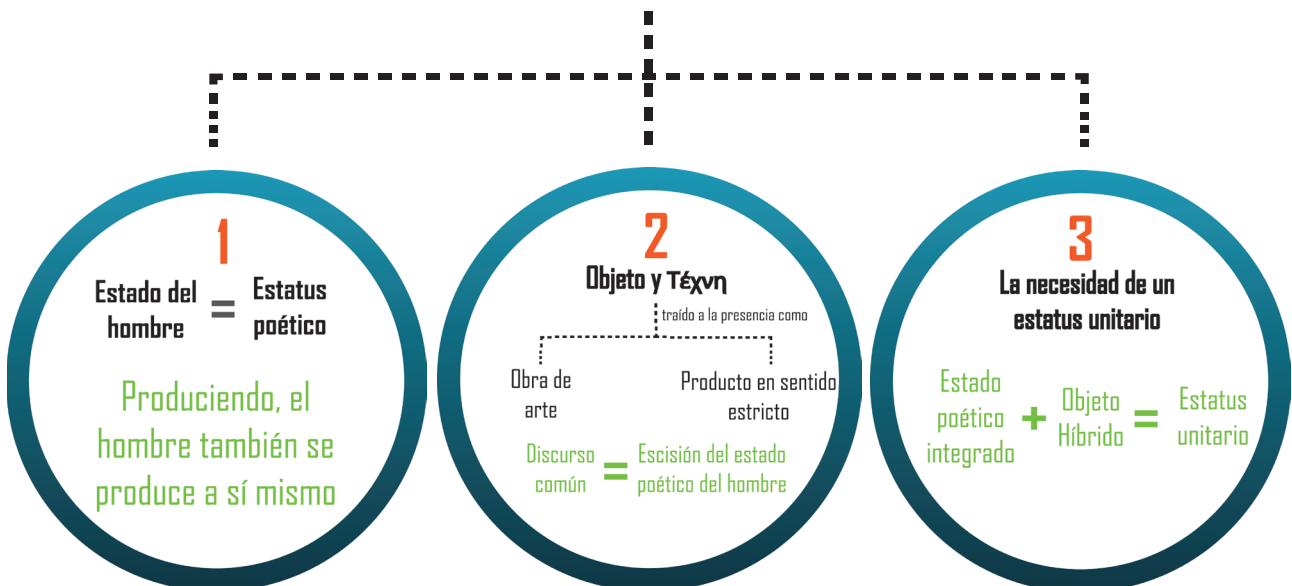 1
Estado del
hombre
=
Estatus
poético
Produciendo, el
hombre también se
produce a sí mismo
2
Objeto y Τέχνη
traído a la presencia como
Obra de
arte
Producto en sentido
estricto
Discurso
común
=
Escisión del estado
poético del hombre
3
La necesidad de un
estatus unitario
Estado
poético
integrado
+
Objeto
Híbrido
=
Estatus
unitario